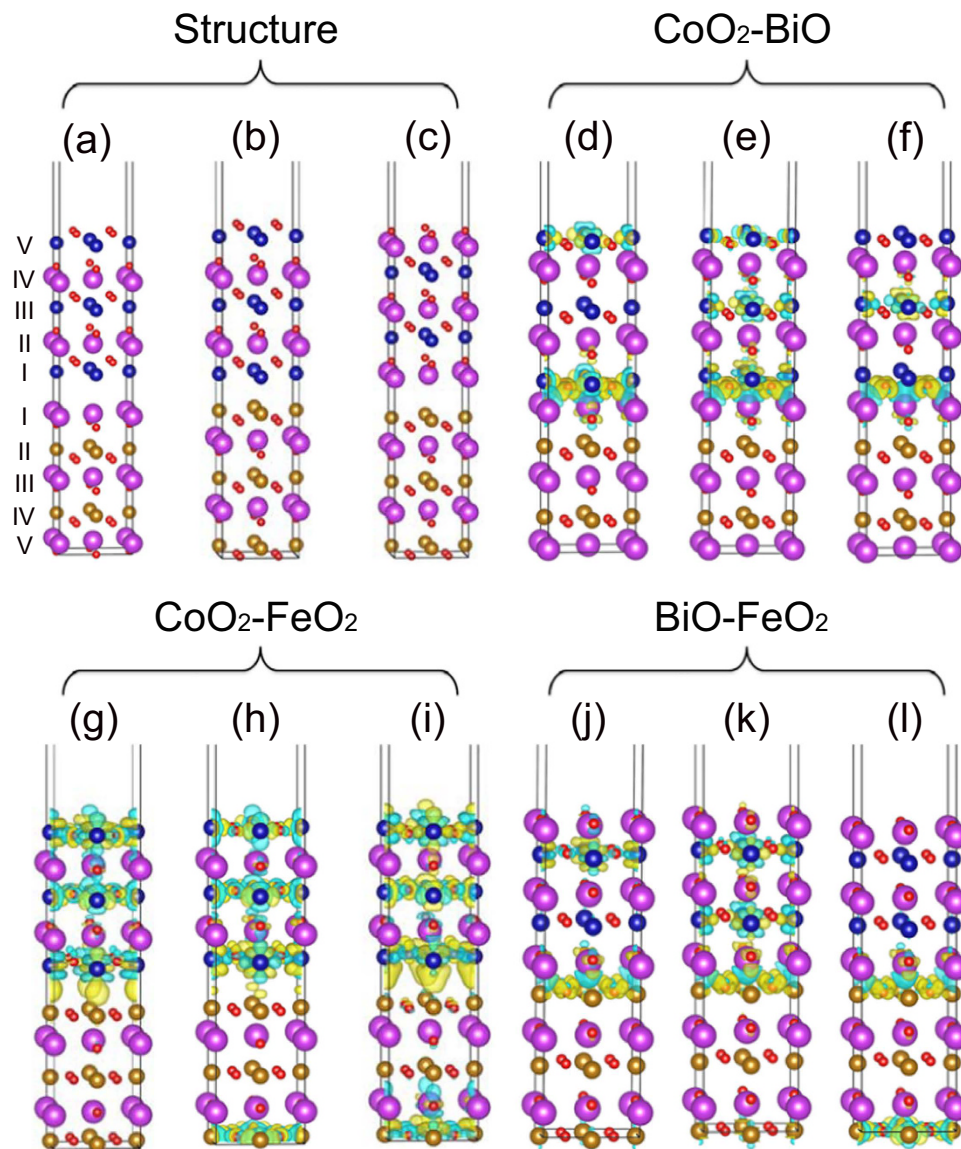 Structure CoO₂-BiO
(a) (b) (c) (d) (e) (f)
V
IV
III
II
I
I
II
III
IV
V
CoO₂-FeO₂ BiO-FeO₂
(g) (h) (i) (j) (k) (l)